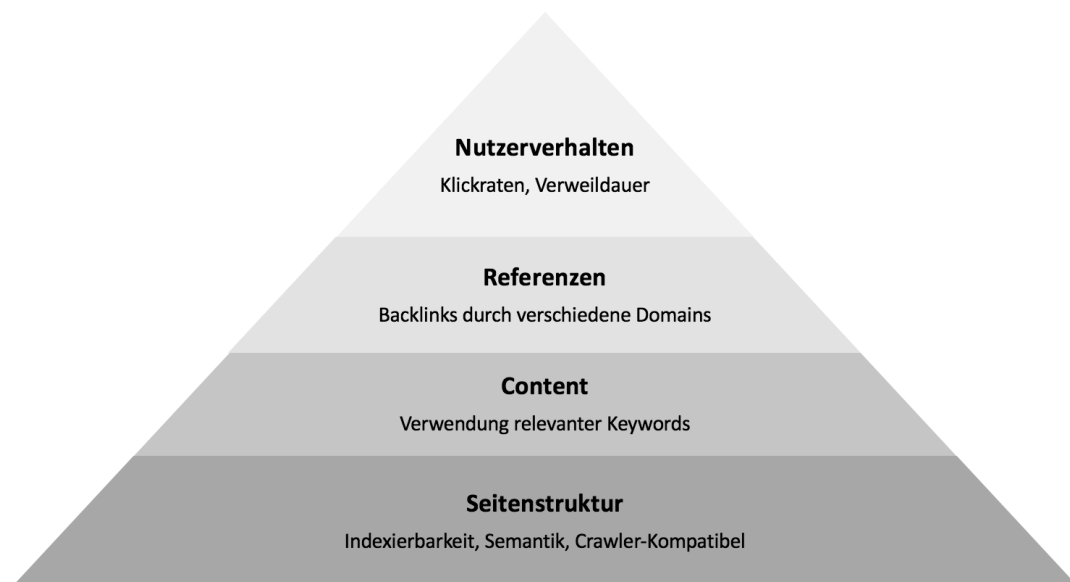 Nutzerverhalten
Klickraten, Verweildauer
Referenzen
Backlinks durch verschiedene Domains
Content
Verwendung relevanter Keywords
Seitenstruktur
Indexierbarkeit, Semantik, Crawler-Kompatibel